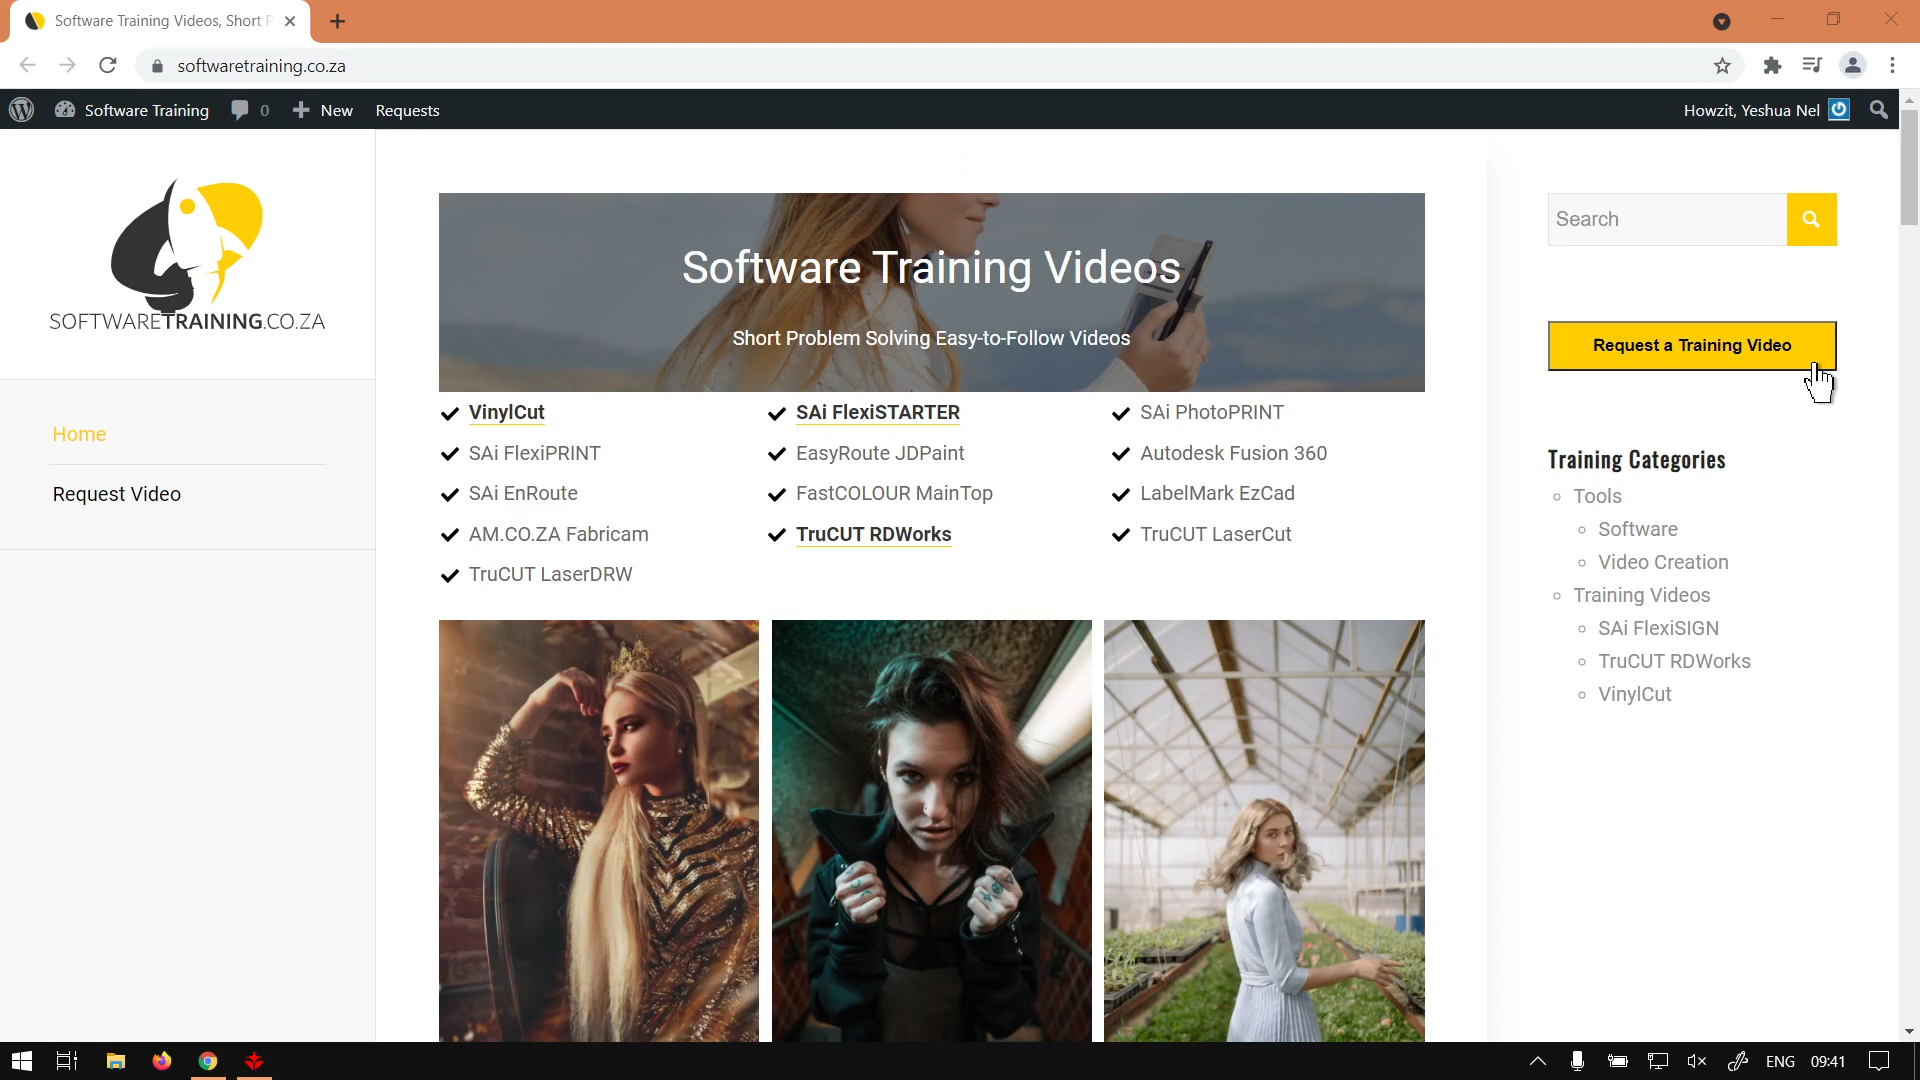 Software Training Videos, Short P
softwaretraining.co.za
Software Training
0
New
Requests
Howzit, Yeshua Nel
SOFTWARETRAINING.CO.ZA
Home
Request Video
Software Training Videos
Short Problem Solving Easy-to-Follow Videos
VinylCut
SAi FlexiSTARTER
SAi PhotoPRINT
SAi FlexiPRINT
EasyRoute JDPaint
Autodesk Fusion 360
SAi EnRoute
FastCOLOUR MainTop
LabelMark EzCad
AM.CO.ZA Fabricam
TruCUT RDWorks
TruCUT LaserCut
TruCUT LaserDRW
Search
Request a Training Video
Training Categories
Tools
Software
Video Creation
Training Videos
SAi FlexiSIGN
TruCUT RDWorks
VinylCut
ENG
09:41